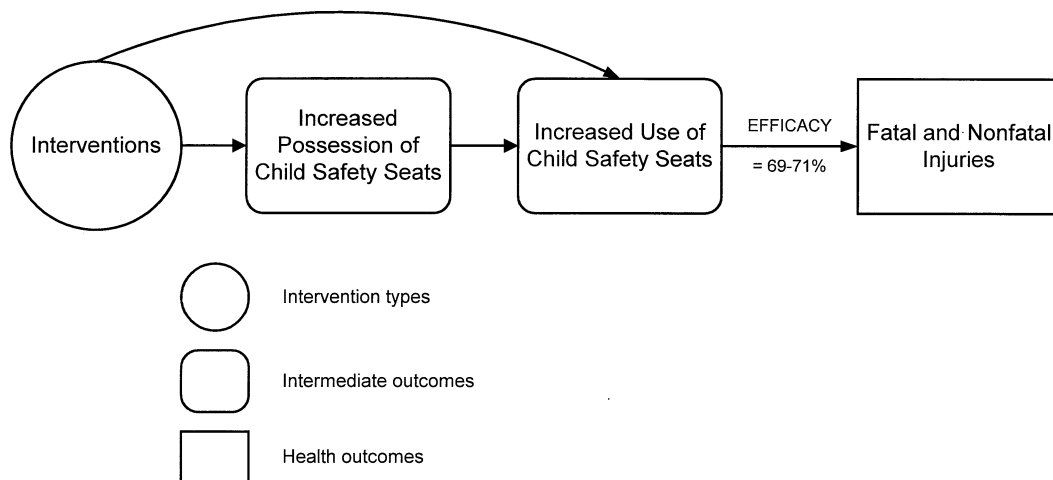 Interventions
Increased
Possession of
Child Safety Seats
Increased Use of
Child Safety Seats
EFFICACY
= 69-71%
Fatal and Nonfatal
Injuries
Intervention types
Intermediate outcomes
Health outcomes